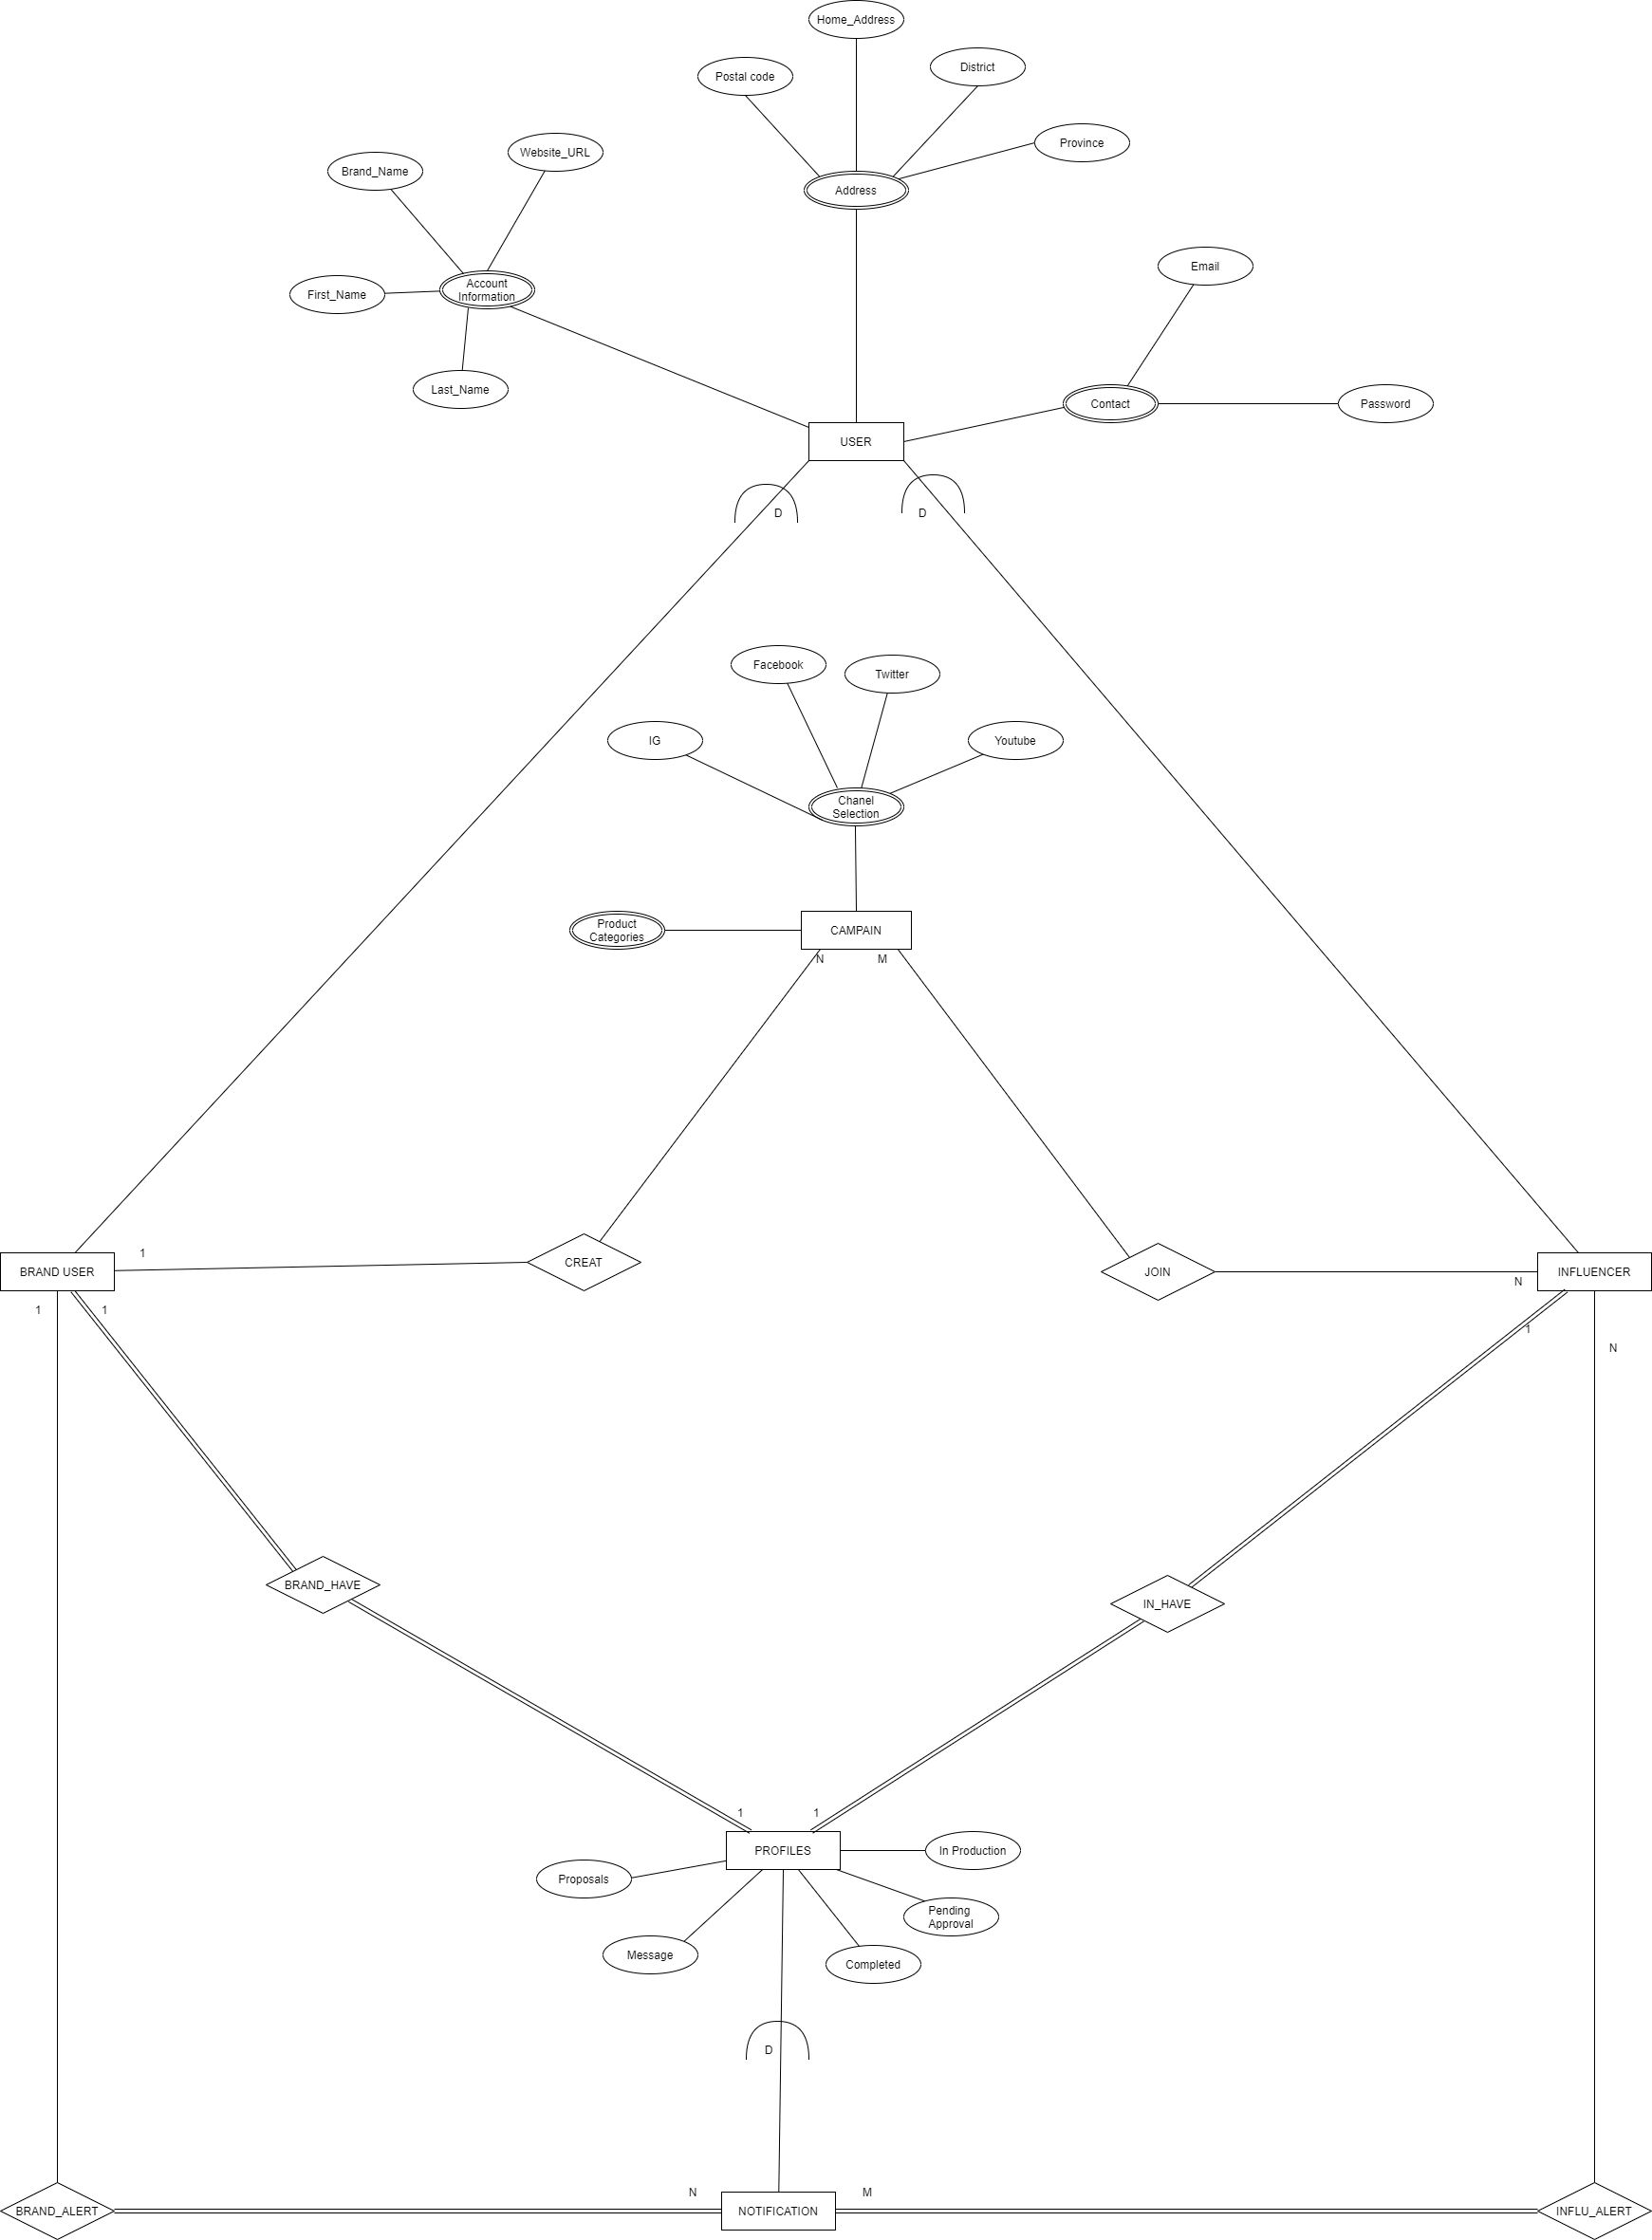 Home_Address
District
Postal code
Province
Website_URL
Brand_Name
Address
Email
Account
Information
First_Name
Last_Name
Contact
Password
USER
D
D
Facebook
Twitter
IG
Youtube
Chanel
Selection
Product
Categories
CAMPAIN
N
M
1
CREAT
BRAND USER
JOIN
INFLUENCER
N
1
1
1
N
BRAND_HAVE
IN_HAVE
1
1
PROFILES
In Production
Proposals
Pending
Approval
Message
Completed
D
N
M
BRAND_ALERT
NOTIFICATION
INFLU_ALERT